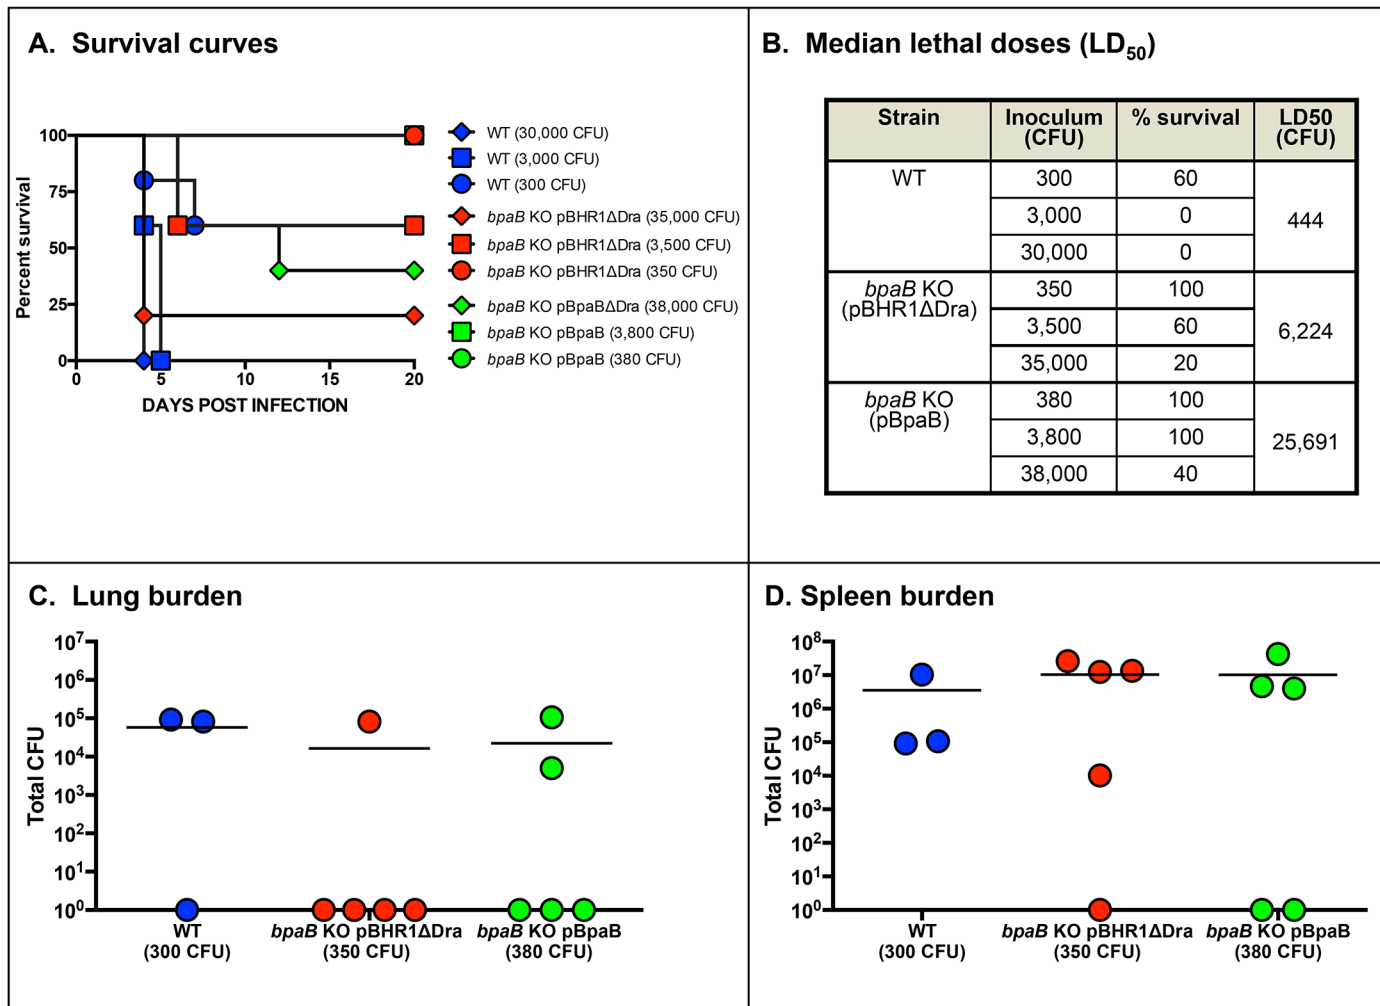 A. Survival curves
Percent survival
100
75
50
25
0
0
5
10
15
20
DAYS POST INFECTION
WT (30,000 CFU)
WT (3,000 CFU)
WT (300 CFU)
bpaB KO pBHR1ΔDra (35,000 CFU)
bpaB KO pBHR1ΔDra (3,500 CFU)
bpaB KO pBHR1ΔDra (350 CFU)
bpaB KO pBpaBΔDra (38,000 CFU)
bpaB KO pBpaB (3,800 CFU)
bpaB KO pBpaB (380 CFU)
B. Median lethal doses (LD50)
Strain
Inoculum
(CFU)
% survival
LD50
(CFU)
WT
300
60
3,000
0
30,000
0
444
bpaB KO
(pBHR1ΔDra)
350
100
3,500
60
35,000
20
6,224
bpaB KO
(pBpaB)
380
100
3,800
100
38,000
40
25,691
C. Lung burden
Total CFU
10^7
10^6
10^5
10^4
10^3
10^2
10^1
10^0
WT
(300 CFU)
bpaB KO pBHR1ΔDra
(350 CFU)
bpaB KO pBpaB
(380 CFU)
D. Spleen burden
Total CFU
10^8
10^7
10^6
10^5
10^4
10^3
10^2
10^1
10^0
WT
(300 CFU)
bpaB KO pBHR1ΔDra
(350 CFU)
bpaB KO pBpaB
(380 CFU)